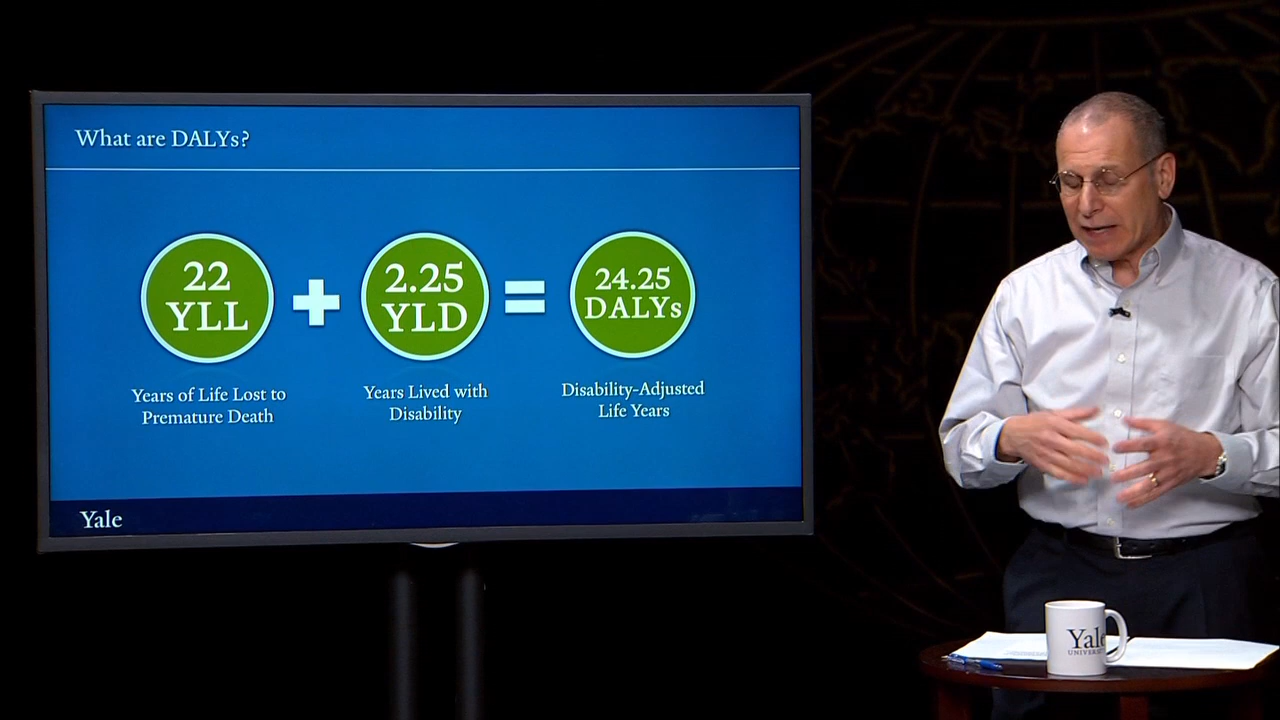 What are DALYs?
22
YLL
2.25
YLD
24.25
DALYs
Years of Life Lost to
Premature Death
Years Lived with
Disability
Disability-Adjusted
Life Years
Yale
Yale
UNIVERSITY